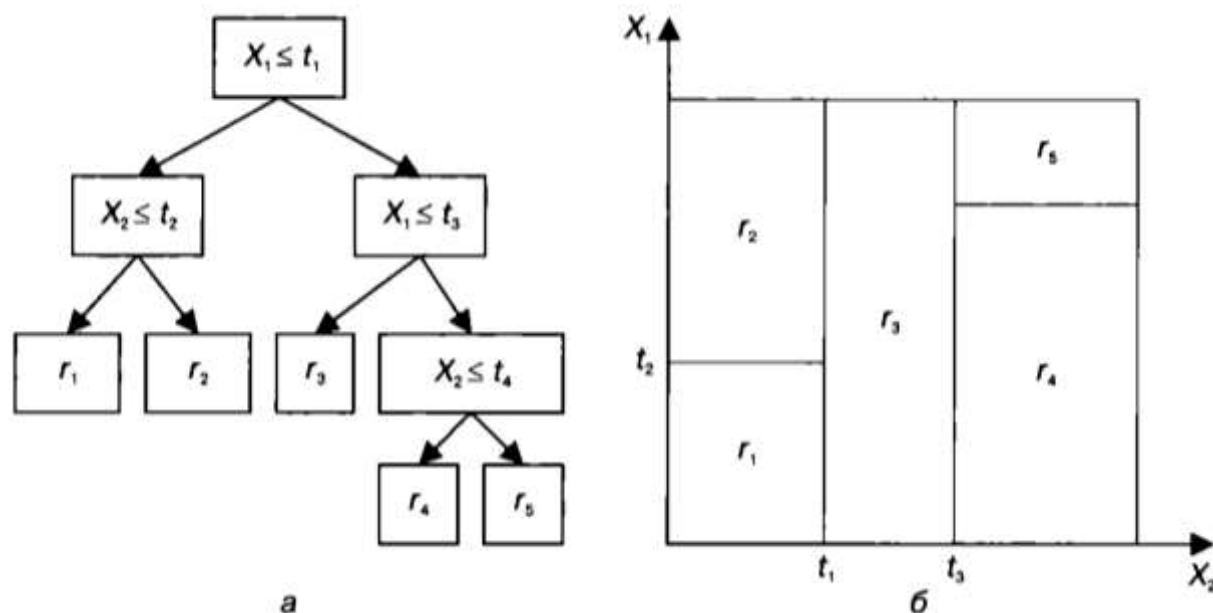 X₁ ≤ t₁
X₂ ≤ t₂
X₁ ≤ t₃
r₁
r₂
r₃
X₂ ≤ t₄
r₄
r₅
а
X₁
r₅
r₂
r₃
t₂
r₄
r₁
t₁
t₃
X₂
б